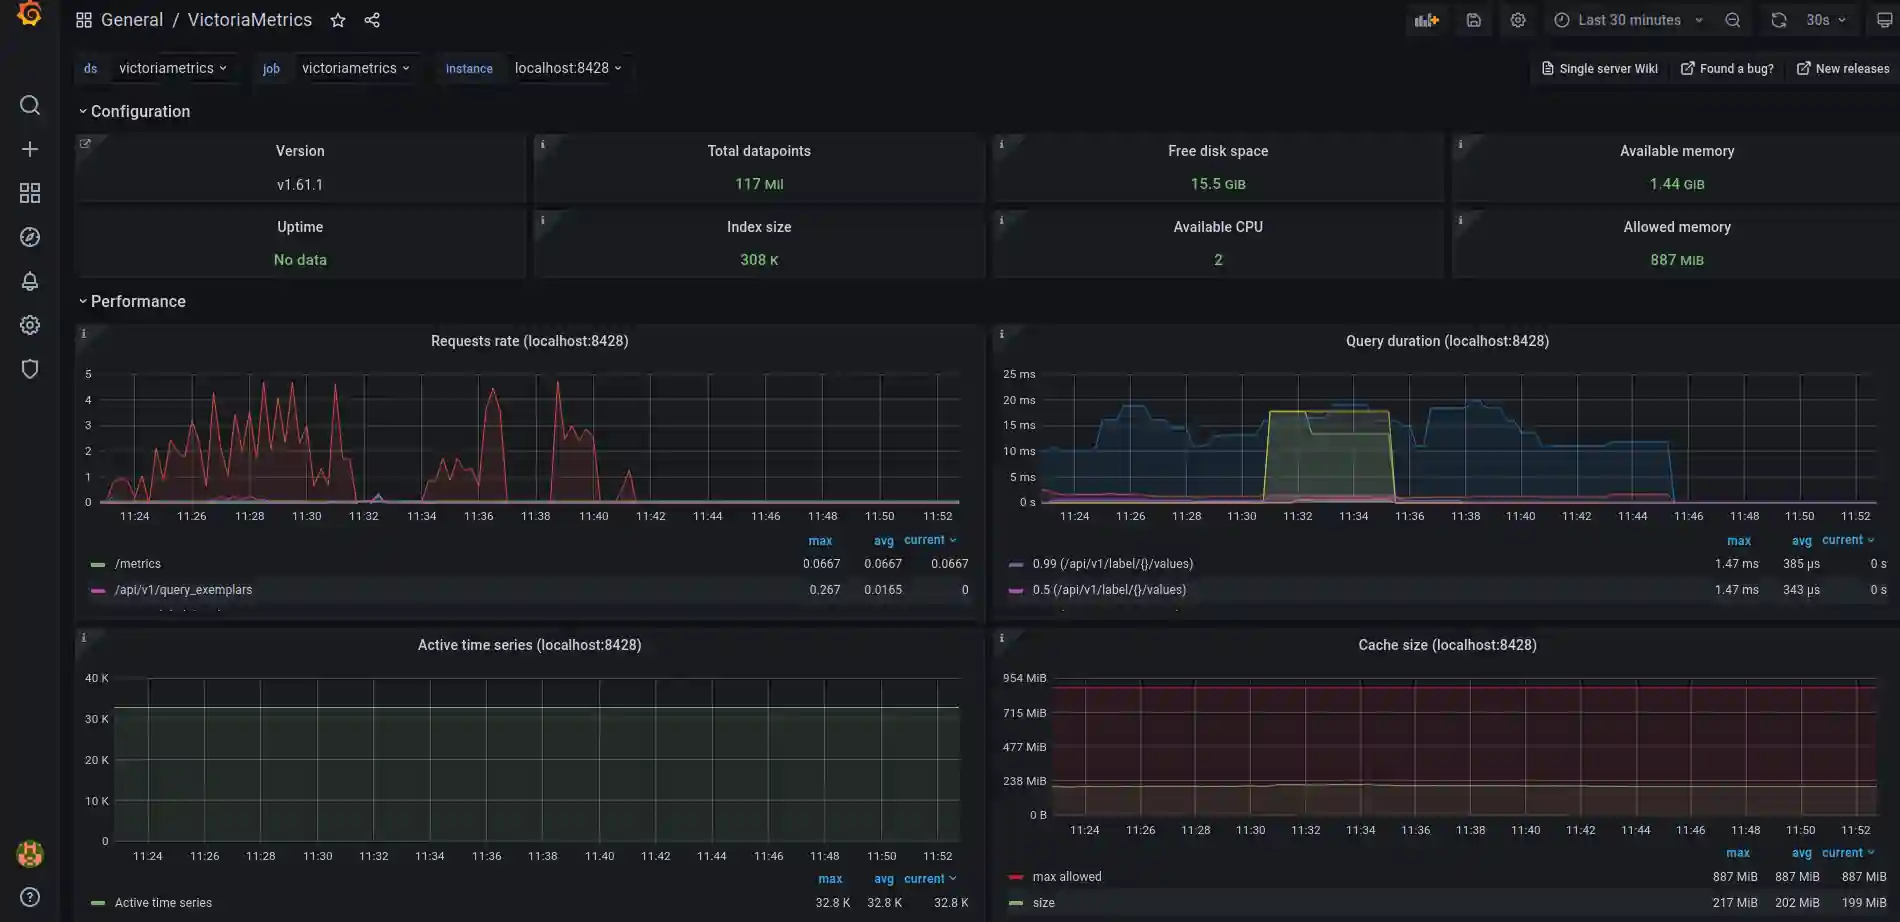 General / VictoriaMetrics
Last 30 minutes
30s
ds victoriametrics job victoriametrics instance localhost:8428
Single server Wiki Found a bug? New releases
Configuration
Version Total datapoints Free disk space Available memory
v1.61.1 117 Mil 15.5 GiB 1.44 GiB
Uptime Index size Available CPU Allowed memory
No data 308 K 2 887 MiB
Performance
Requests rate (localhost:8428)
5
4
3
2
1
0
11:24 11:26 11:28 11:30 11:32 11:34 11:36 11:38 11:40 11:42 11:44 11:46 11:48 11:50 11:52
max avg current
/metrics 0.0667 0.0667 0.0667
/api/v1/query_exemplars 0.267 0.0165 0
Query duration (localhost:8428)
25 ms
20 ms
15 ms
10 ms
5 ms
0 s
11:24 11:26 11:28 11:30 11:32 11:34 11:36 11:38 11:40 11:42 11:44 11:46 11:48 11:50 11:52
max avg current
0.99 (/api/v1/label/{}/values) 1.47 ms 385 µs 0 s
0.5 (/api/v1/label/{}/values) 1.47 ms 343 µs 0 s
Active time series (localhost:8428)
40 K
30 K
20 K
10 K
0
11:24 11:26 11:28 11:30 11:32 11:34 11:36 11:38 11:40 11:42 11:44 11:46 11:48 11:50 11:52
max avg current
Active time series 32.8 K 32.8 K 32.8 K
Cache size (localhost:8428)
954 MiB
715 MiB
477 MiB
238 MiB
0 B
11:24 11:26 11:28 11:30 11:32 11:34 11:36 11:38 11:40 11:42 11:44 11:46 11:48 11:50 11:52
max avg current
max allowed 887 MiB 887 MiB 887 MiB
size 217 MiB 202 MiB 199 MiB